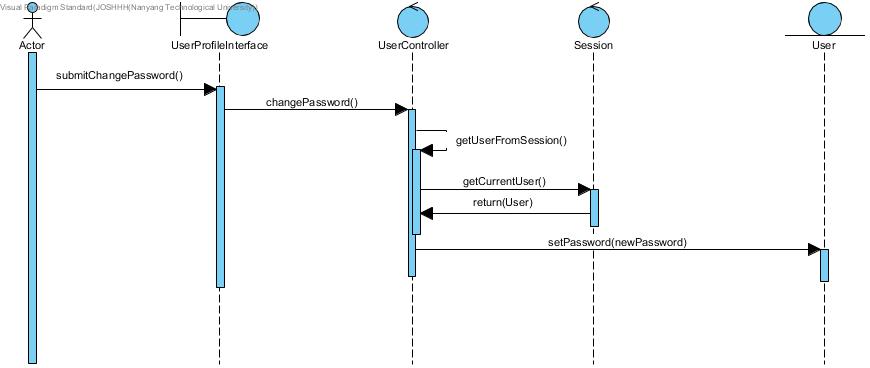 Visual Paradigm Standard(JOSHHH(Nanyang Technological University))
Actor
UserProfileInterface
UserController
Session
User
submitChangePassword()
changePassword()
getUserFromSession()
getCurrentUser()
return(User)
setPassword(newPassword)